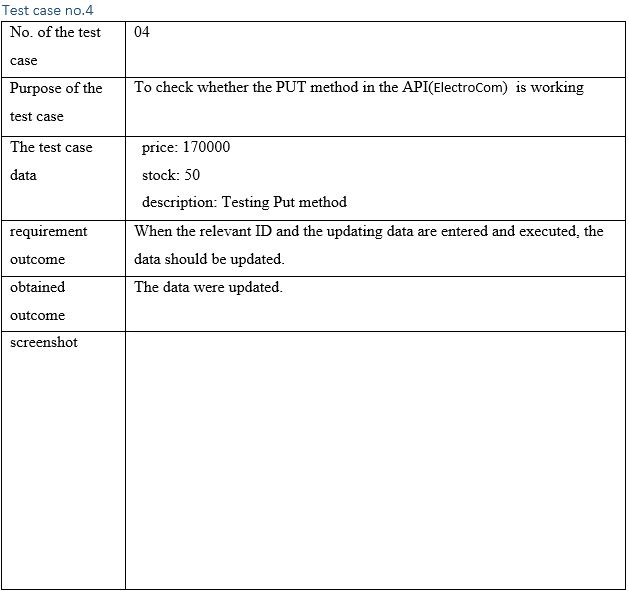 Test case no.4
No. of the test case
04
Purpose of the test case
To check whether the PUT method in the API(ElectroCom) is working
The test case data
price: 170000
stock: 50
description: Testing Put method
requirement outcome
When the relevant ID and the updating data are entered and executed, the
data should be updated.
obtained outcome
The data were updated.
screenshot